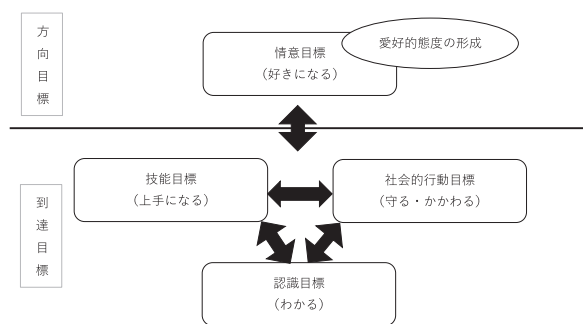 方向目標
愛好的態度の形成
情意目標
（好きになる）
到達目標
技能目標
（上手になる）
社会的行動目標
（守る・かかわる）
認識目標
（わかる）